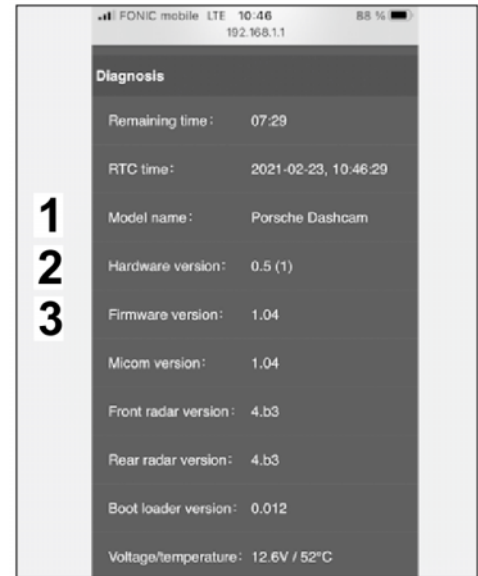 FONIC mobile LTE 10:46 88 %
192.168.1.1
Diagnosis
Remaining time: 07:29
RTC time: 2021-02-23, 10:46:29
1 Model name: Porsche Dashcam
2 Hardware version: 0.5 (1)
3 Firmware version: 1.04
Micom version: 1.04
Front radar version: 4.b3
Rear radar version: 4.b3
Boot loader version: 0.012
Voltage/temperature: 12.6V / 52°C